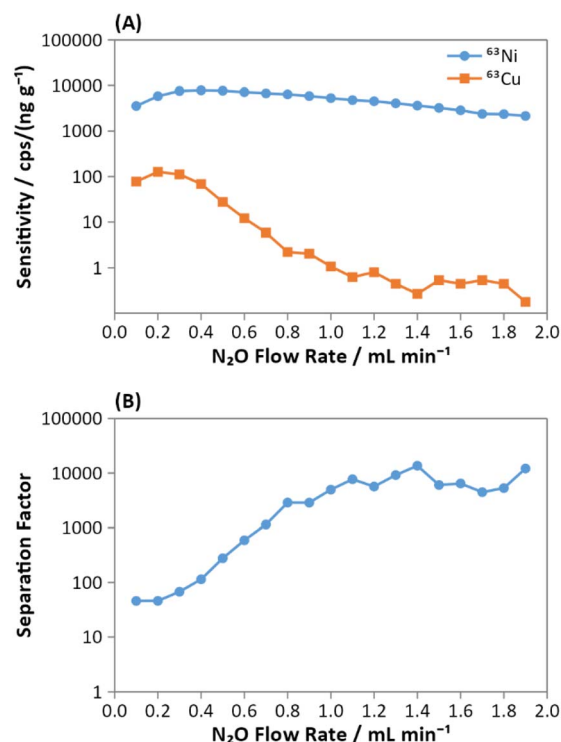 (A)
100000
10000
1000
100
10
1
Sensitivity / cps/(ng g⁻¹)
⁶³Ni
⁶³Cu
0.0 0.2 0.4 0.6 0.8 1.0 1.2 1.4 1.6 1.8 2.0
N₂O Flow Rate / mL min⁻¹
(B)
100000
10000
1000
100
10
1
Separation Factor
0.0 0.2 0.4 0.6 0.8 1.0 1.2 1.4 1.6 1.8 2.0
N₂O Flow Rate / mL min⁻¹